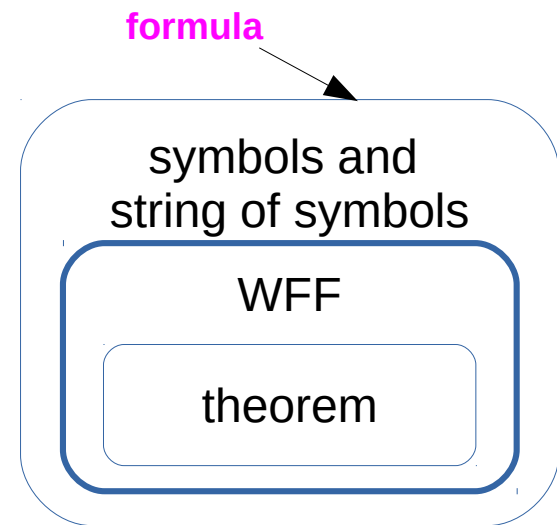 formula
symbols and
string of symbols
WFF
theorem